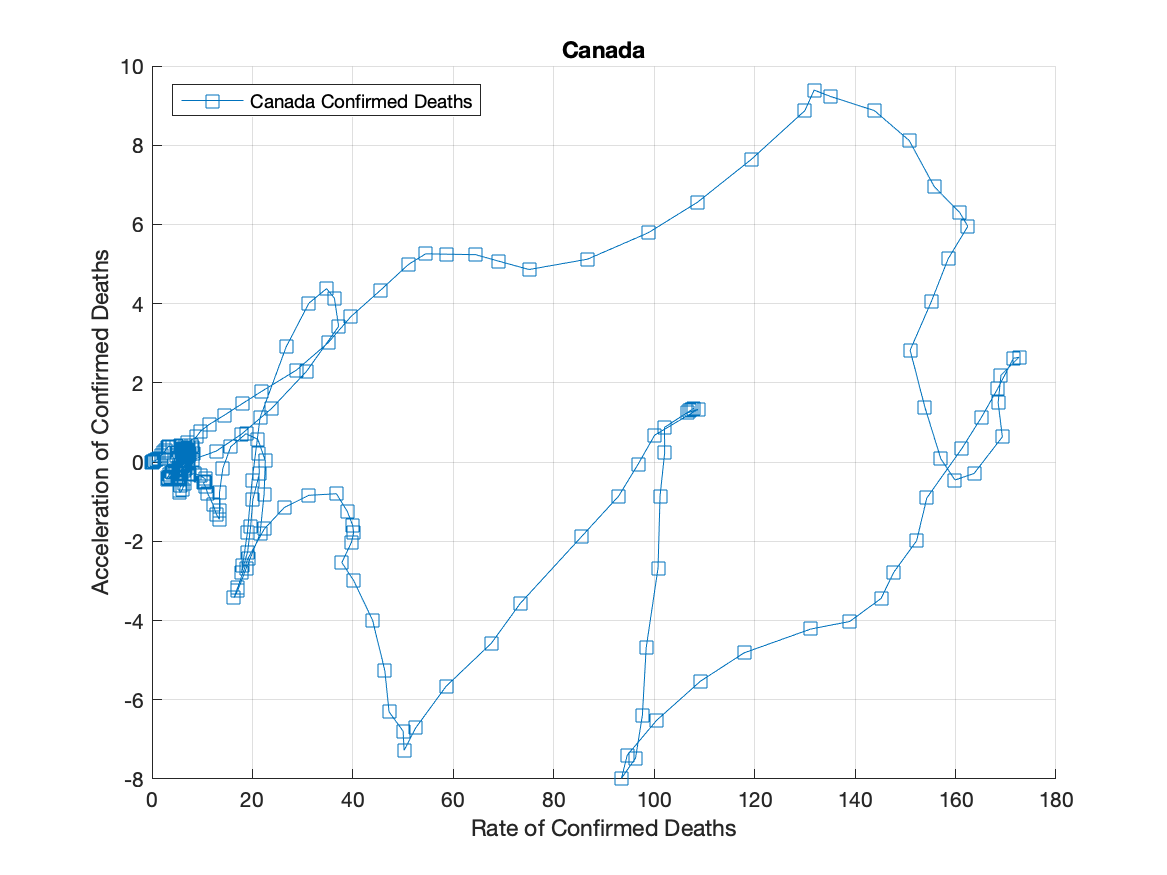 Canada
Canada Confirmed Deaths
10
8
6
4
2
0
-2
-4
-6
-8
Acceleration of Confirmed Deaths
0 20 40 60 80 100 120 140 160 180
Rate of Confirmed Deaths